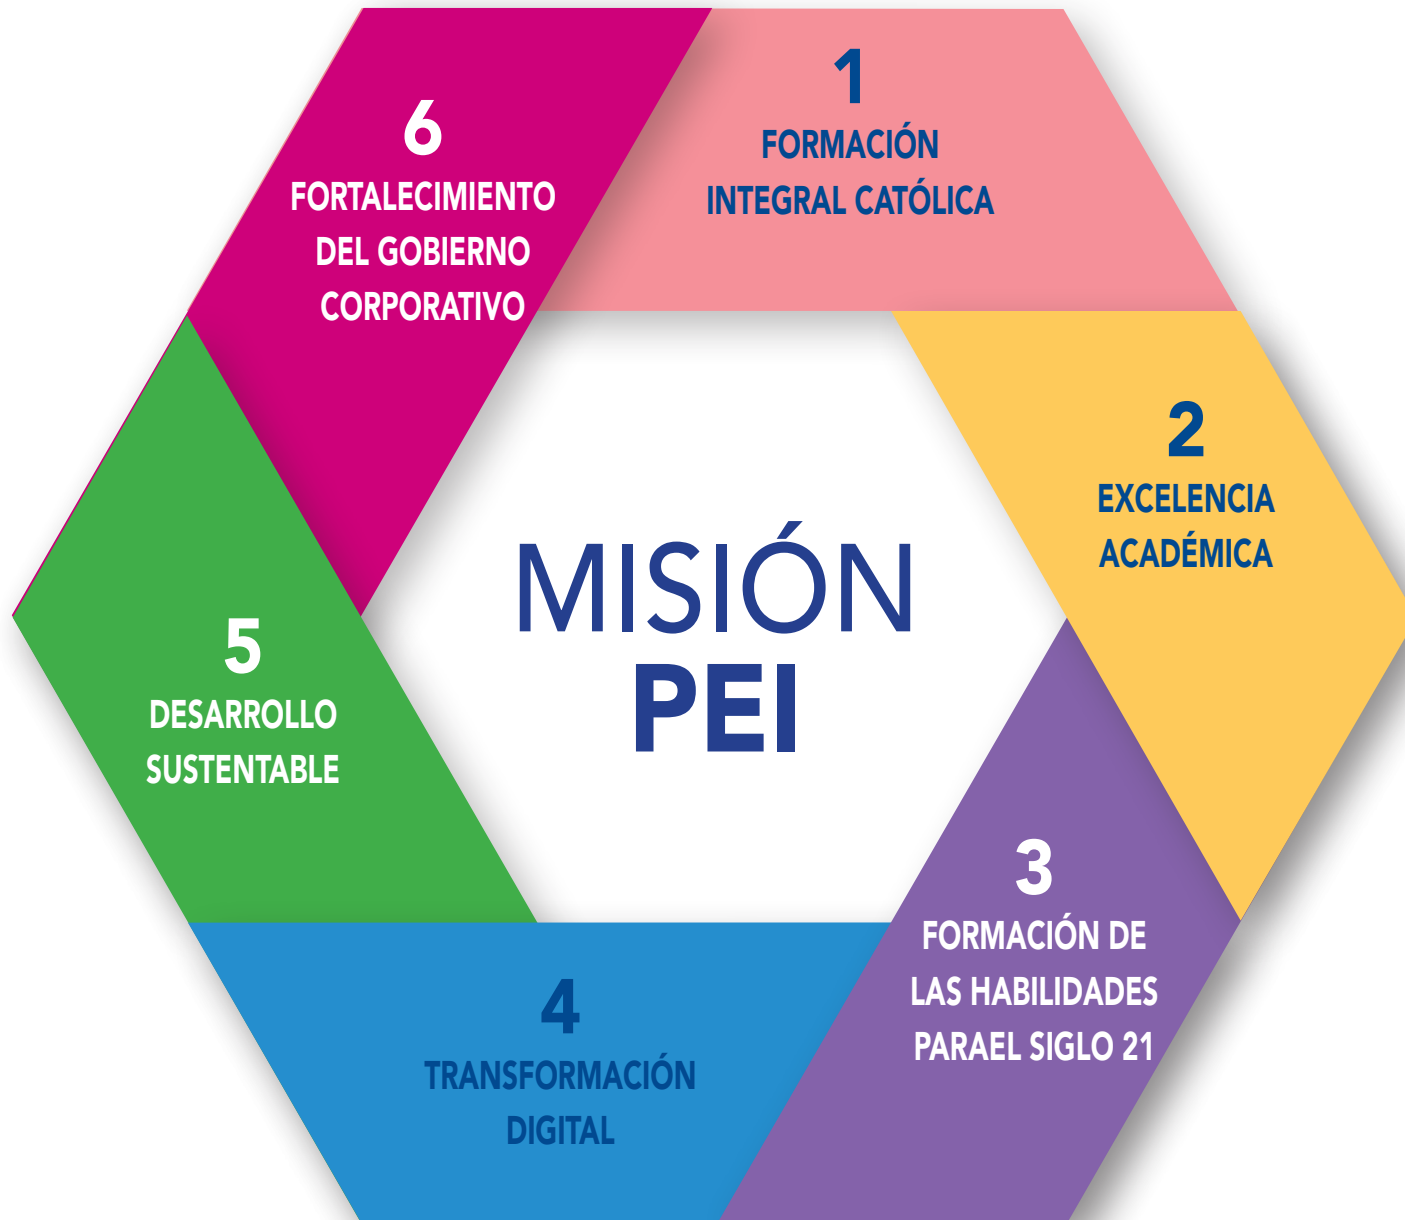 1
FORMACIÓN
INTEGRAL CATÓLICA
2
EXCELENCIA
ACADÉMICA
3
FORMACIÓN DE
LAS HABILIDADES
PARAEL SIGLO 21
4
TRANSFORMACIÓN
DIGITAL
5
DESARROLLO
SUSTENTABLE
6
FORTALECIMIENTO
DEL GOBIERNO
CORPORATIVO
MISIÓN
PEI